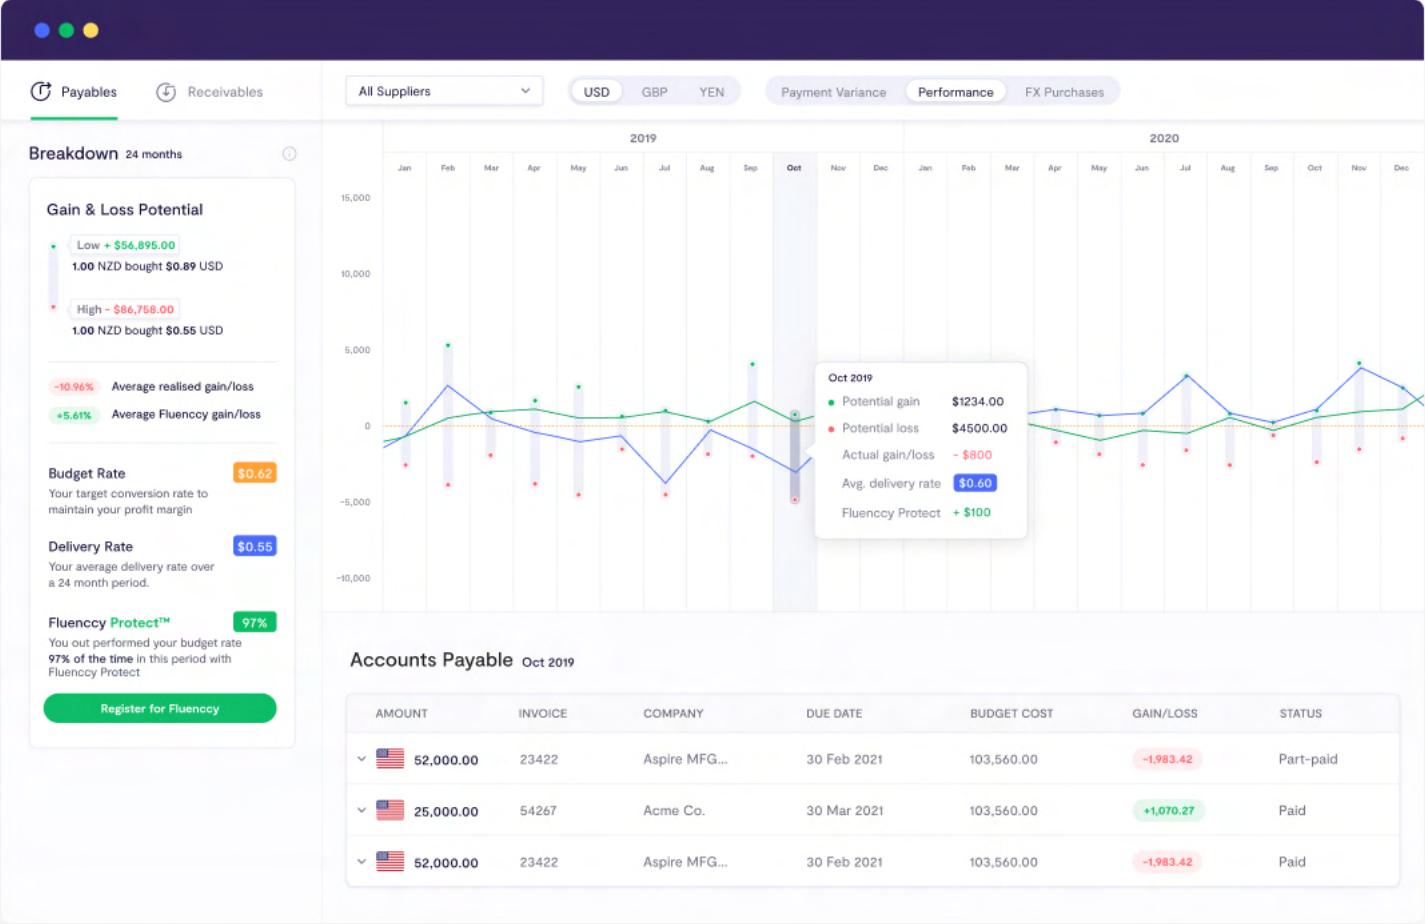 Payables
Receivables
All Suppliers
USD GBP YEN
Payment Variance Performance FX Purchases
Breakdown 24 months
Gain & Loss Potential
Low + $56,895.00
1.00 NZD bought $0.89 USD
High - $86,758.00
1.00 NZD bought $0.55 USD
-10.96% Average realised gain/loss
+5.61% Average Fluenccy gain/loss
Budget Rate $0.62
Your target conversion rate to
maintain your profit margin
Delivery Rate $0.55
Your average delivery rate over
a 24 month period.
Fluenccy Protect™ 97%
You out performed your budget rate
97% of the time in this period with
Fluenccy Protect
Register for Fluenccy
2019 2020
Jan Feb Mar Apr May Jun Jul Aug Sep Oct Nov Dec Jan Feb Mar Apr May Jun Jul Aug Sep Oct Nov Dec
15,000
10,000
5,000
0
-5,000
-10,000
Oct 2019
Potential gain $1234.00
Potential loss $4500.00
Actual gain/loss - $800
Avg. delivery rate $0.60
Fluenccy Protect + $100
Accounts Payable Oct 2019
AMOUNT INVOICE COMPANY DUE DATE BUDGET COST GAIN/LOSS STATUS
52,000.00 23422 Aspire MFG... 30 Feb 2021 103,560.00 -1,983.42 Part-paid
25,000.00 54267 Acme Co. 30 Mar 2021 103,560.00 +1,070.27 Paid
52,000.00 23422 Aspire MFG... 30 Feb 2021 103,560.00 -1,983.42 Paid